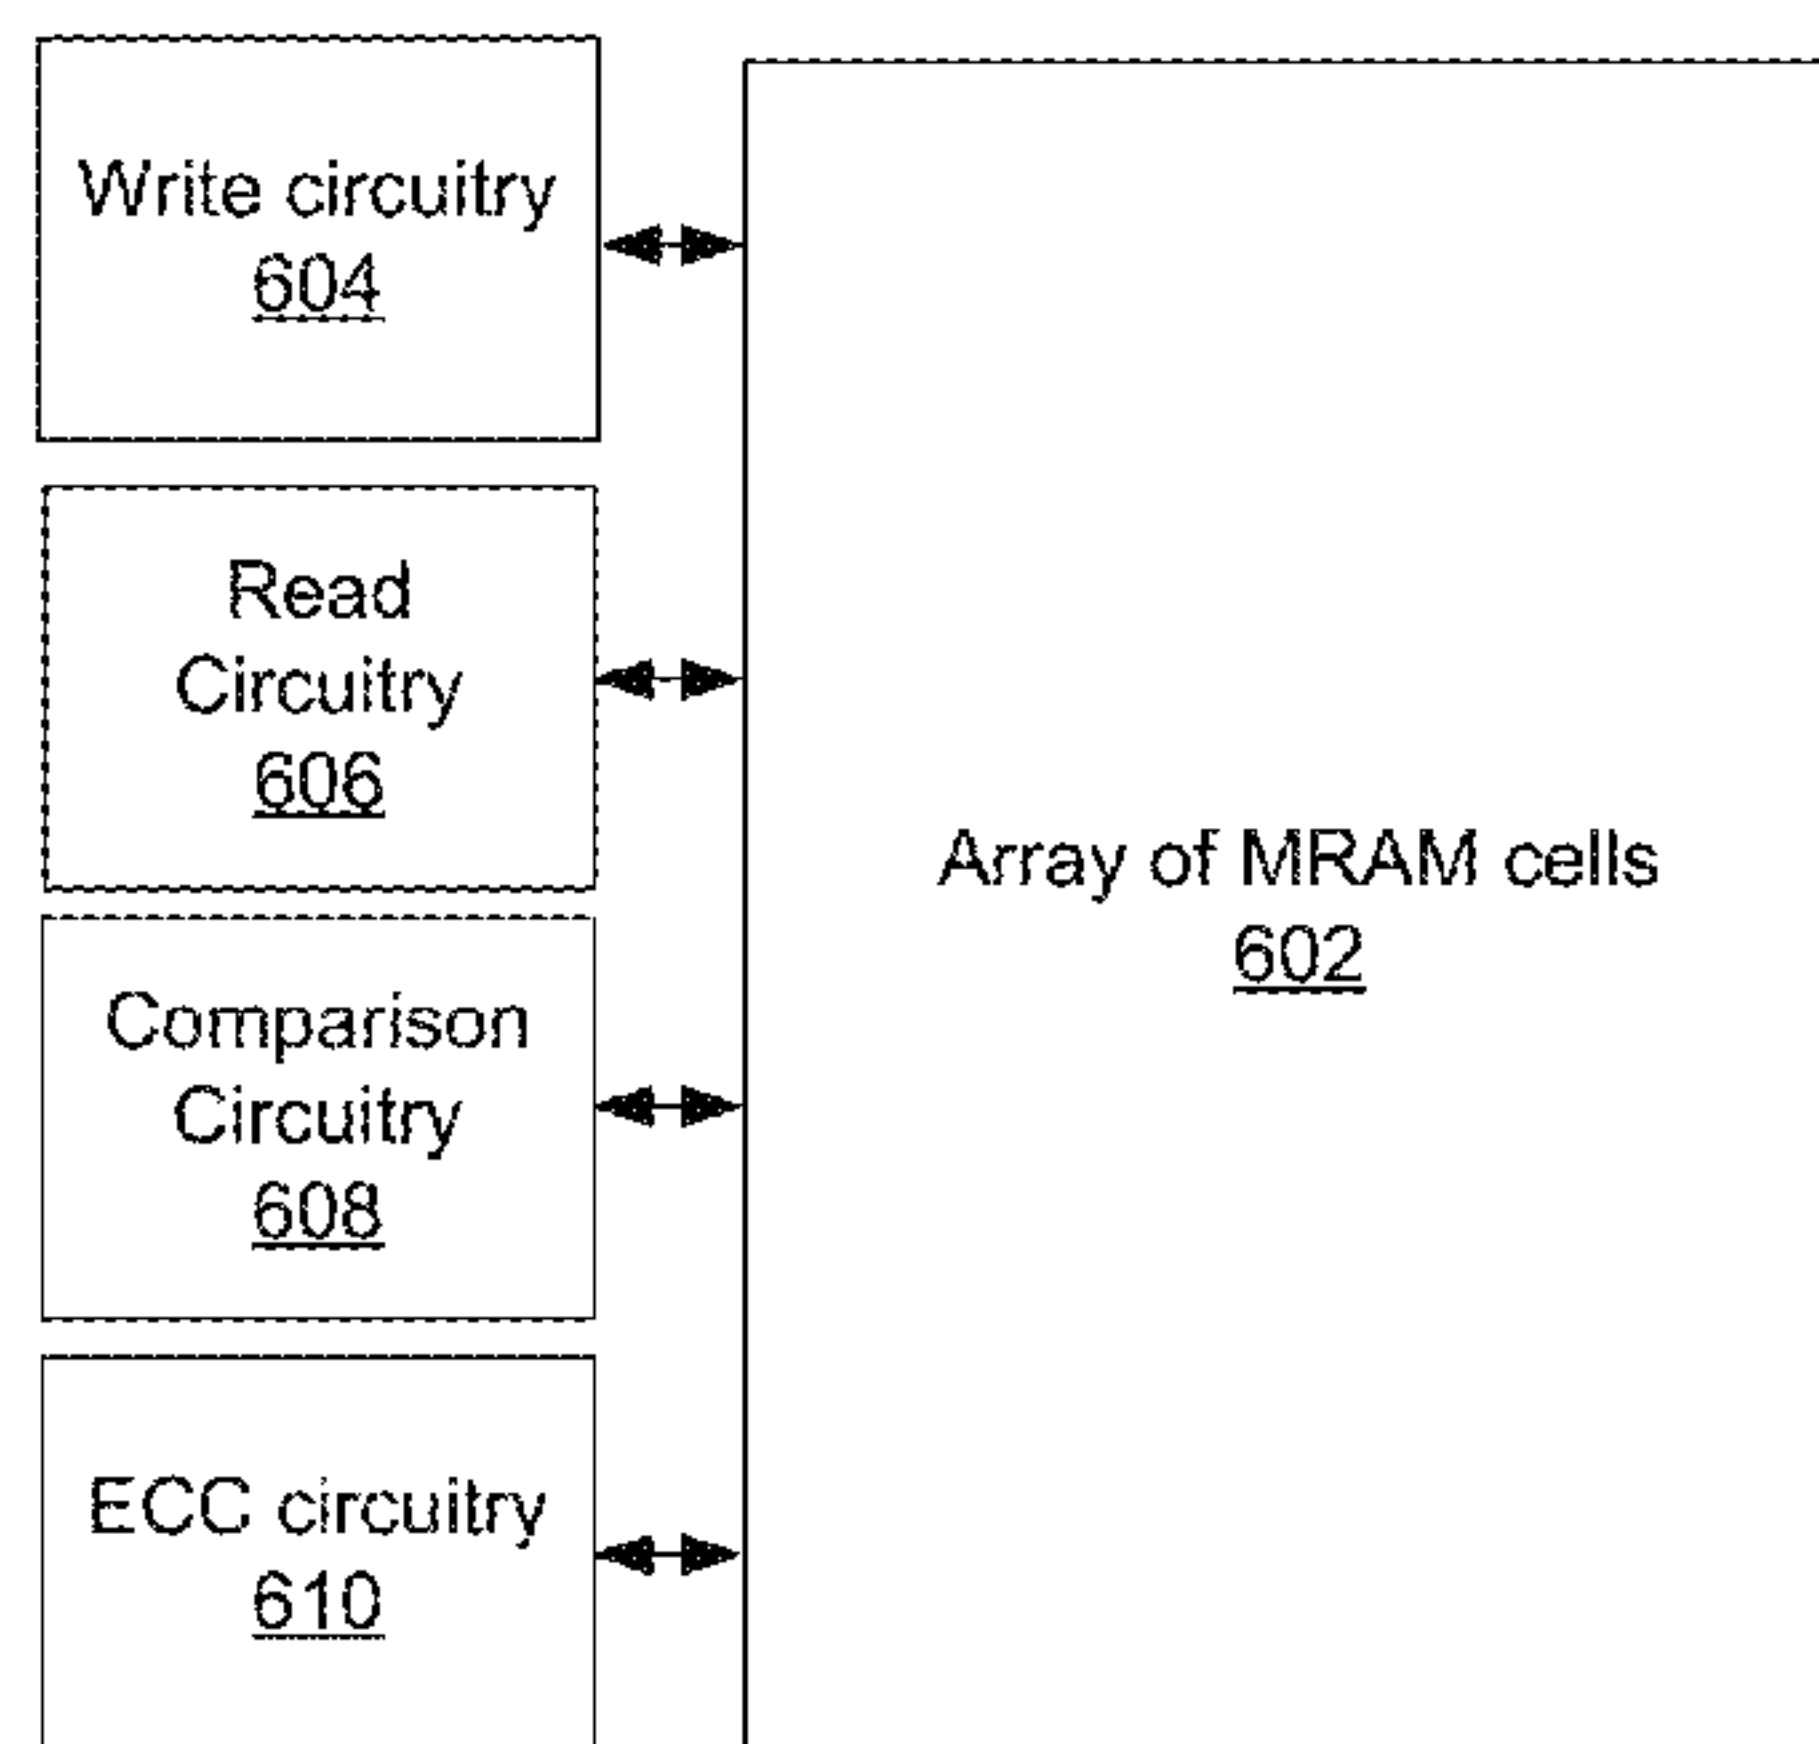 Write circuitry
604
Read
Circuitry
606
Comparison
Circuitry
608
ECC circuitry
610
Array of MRAM cells
602